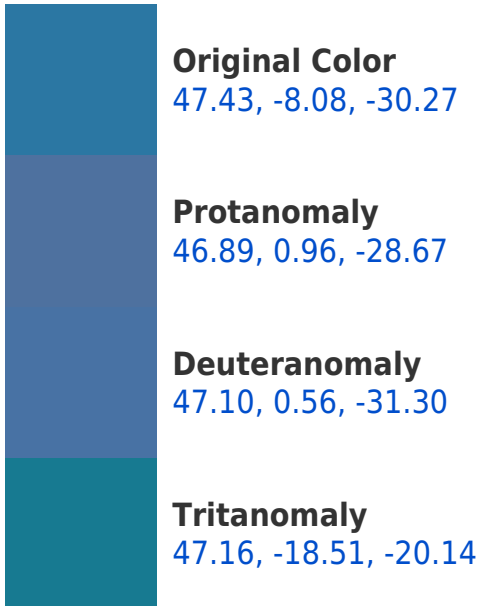 Original Color
47.43, -8.08, -30.27
Protanomaly
46.89, 0.96, -28.67
Deuteranomaly
47.10, 0.56, -31.30
Tritanomaly
47.16, -18.51, -20.14